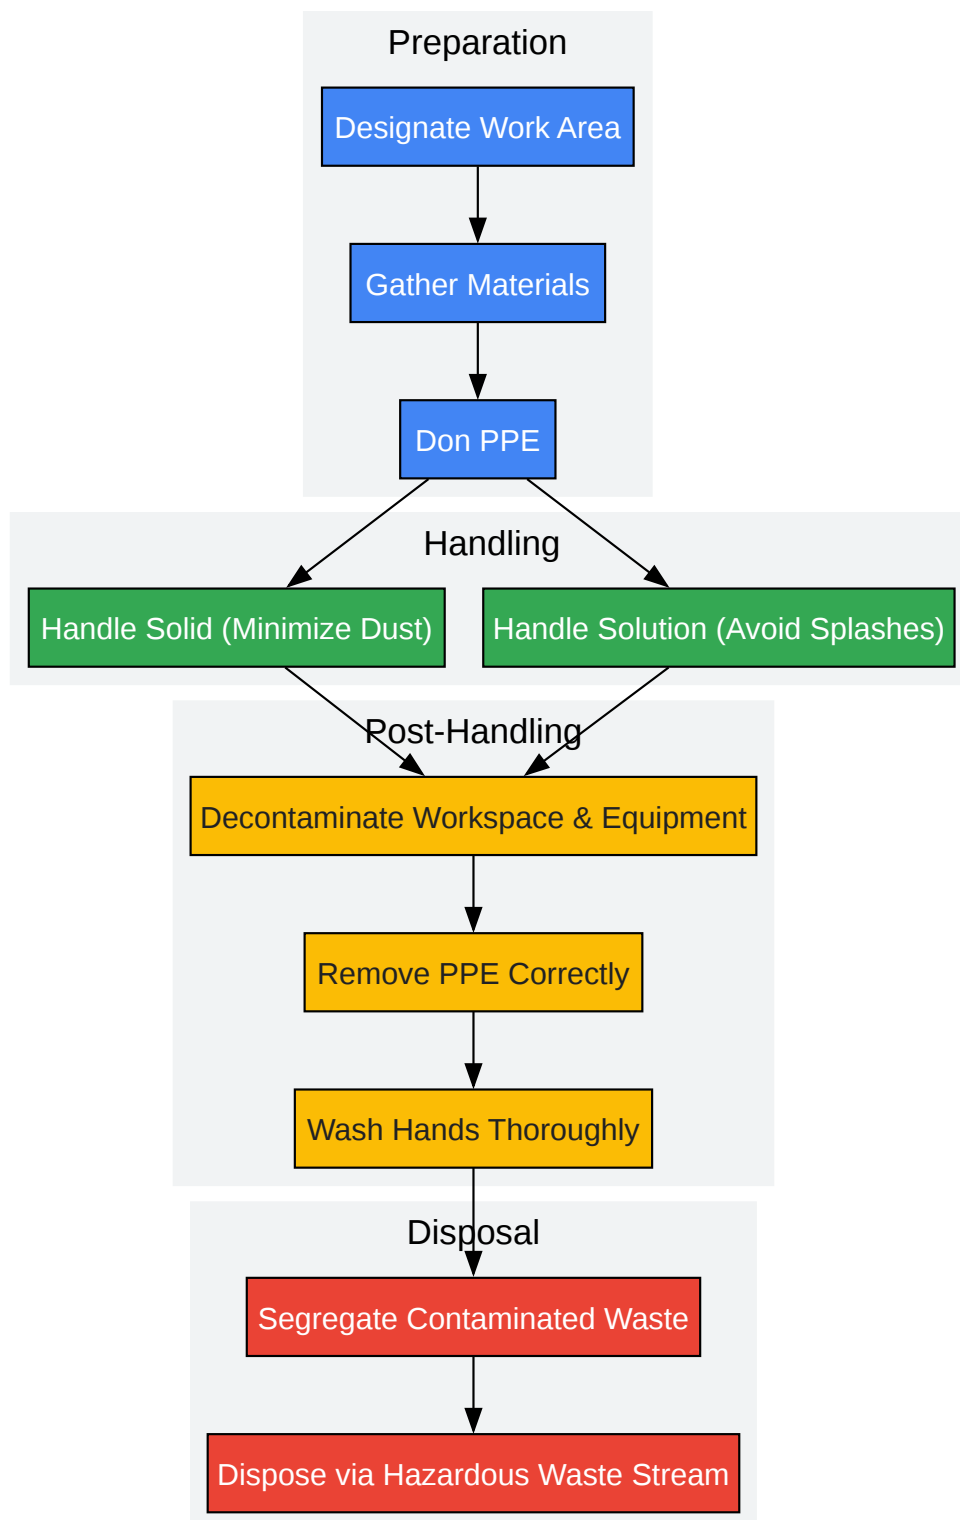 Preparation
Designate Work Area
Gather Materials
Don PPE
Handling
Handle Solid (Minimize Dust)
Handle Solution (Avoid Splashes)
Post-Handling
Decontaminate Workspace & Equipment
Remove PPE Correctly
Wash Hands Thoroughly
Disposal
Segregate Contaminated Waste
Dispose via Hazardous Waste Stream